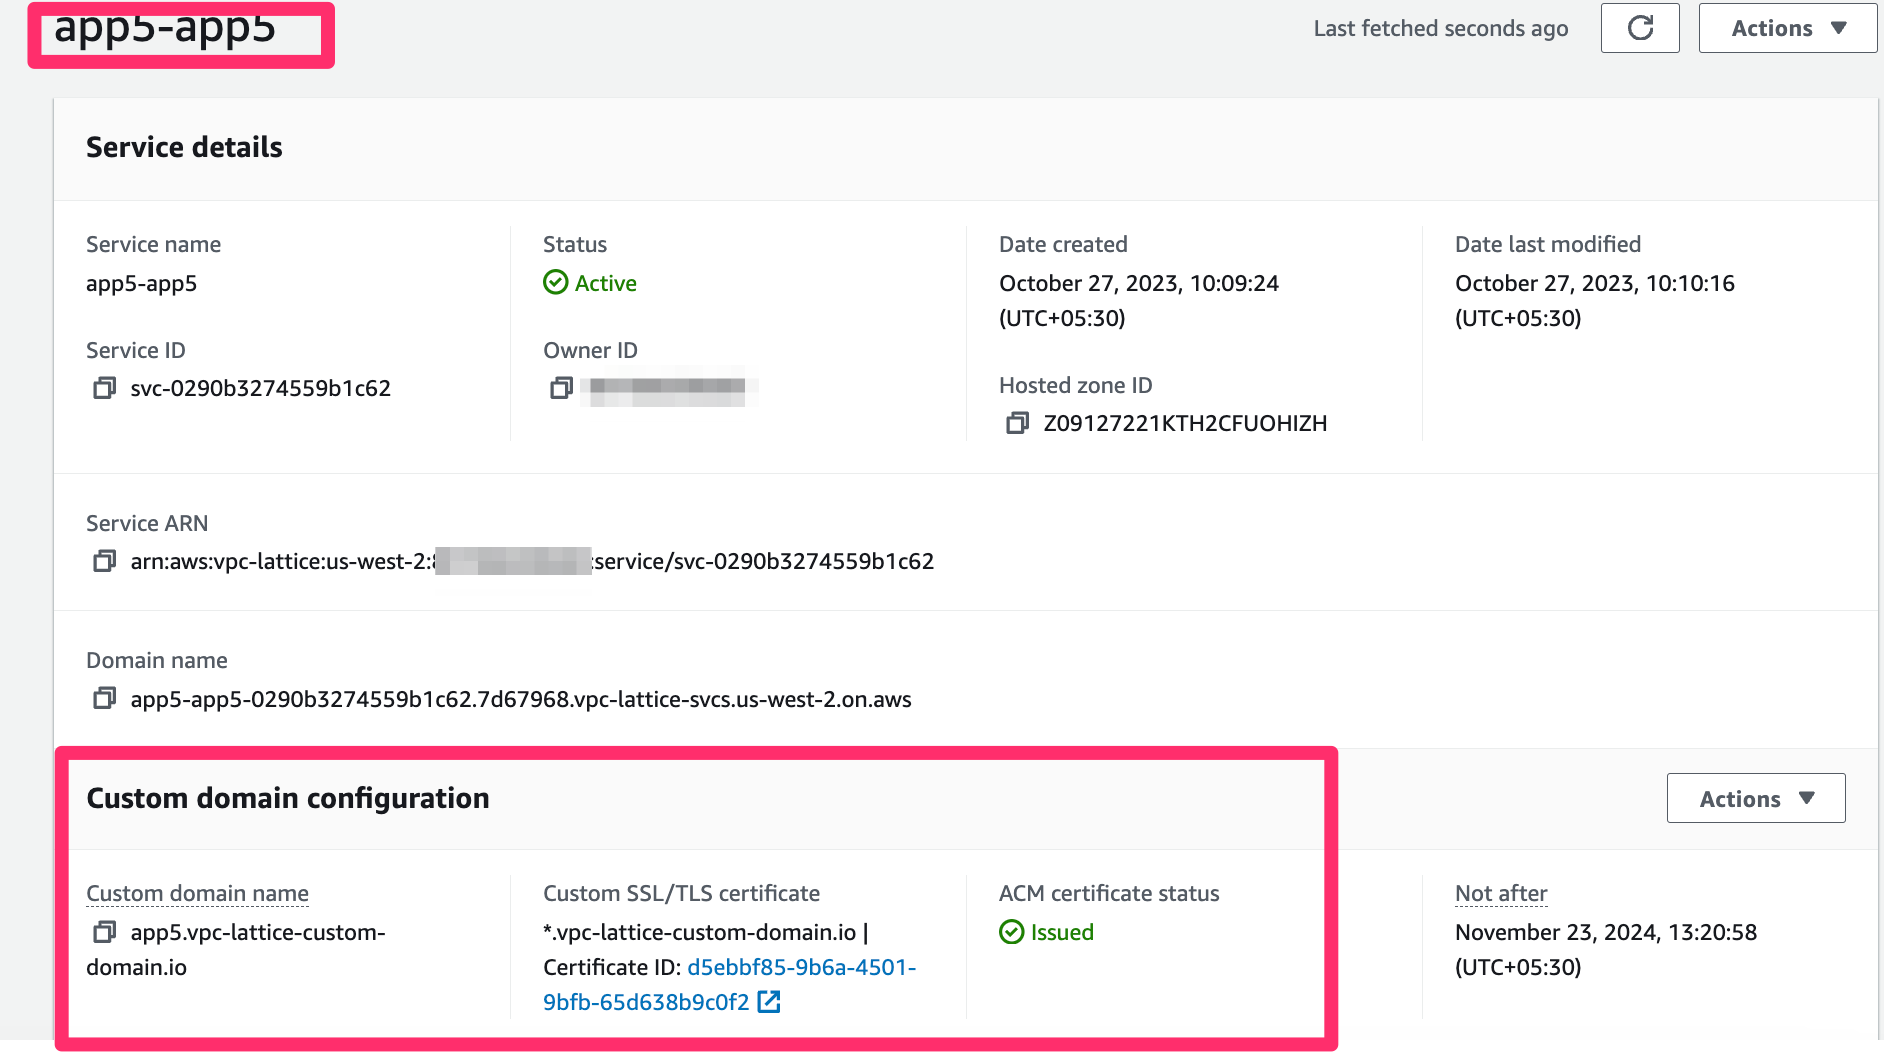 app5-app5
Last fetched seconds ago
Actions
Service details
Service name
app5-app5
Status
Active
Date created
October 27, 2023, 10:09:24
(UTC+05:30)
Date last modified
October 27, 2023, 10:10:16
(UTC+05:30)
Service ID
svc-0290b3274559b1c62
Owner ID
Hosted zone ID
Z09127221KTH2CFUOHIZH
Service ARN
arn:aws:vpc-lattice:us-west-2: :service/svc-0290b3274559b1c62
Domain name
app5-app5-0290b3274559b1c62.7d67968.vpc-lattice-svcs.us-west-2.on.aws
Custom domain configuration
Actions
Custom domain name
app5.vpc-lattice-custom-
domain.io
Custom SSL/TLS certificate
*.vpc-lattice-custom-domain.io |
Certificate ID: d5ebbf85-9b6a-4501-
9bfb-65d638b9c0f2
ACM certificate status
Issued
Not after
November 23, 2024, 13:20:58
(UTC+05:30)